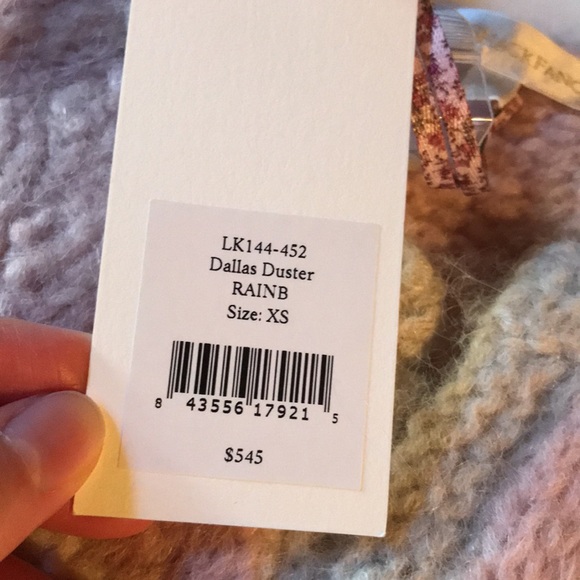 LK144-452
Dallas Duster
RAINB
Size: XS
8 43556 17921 5
$545